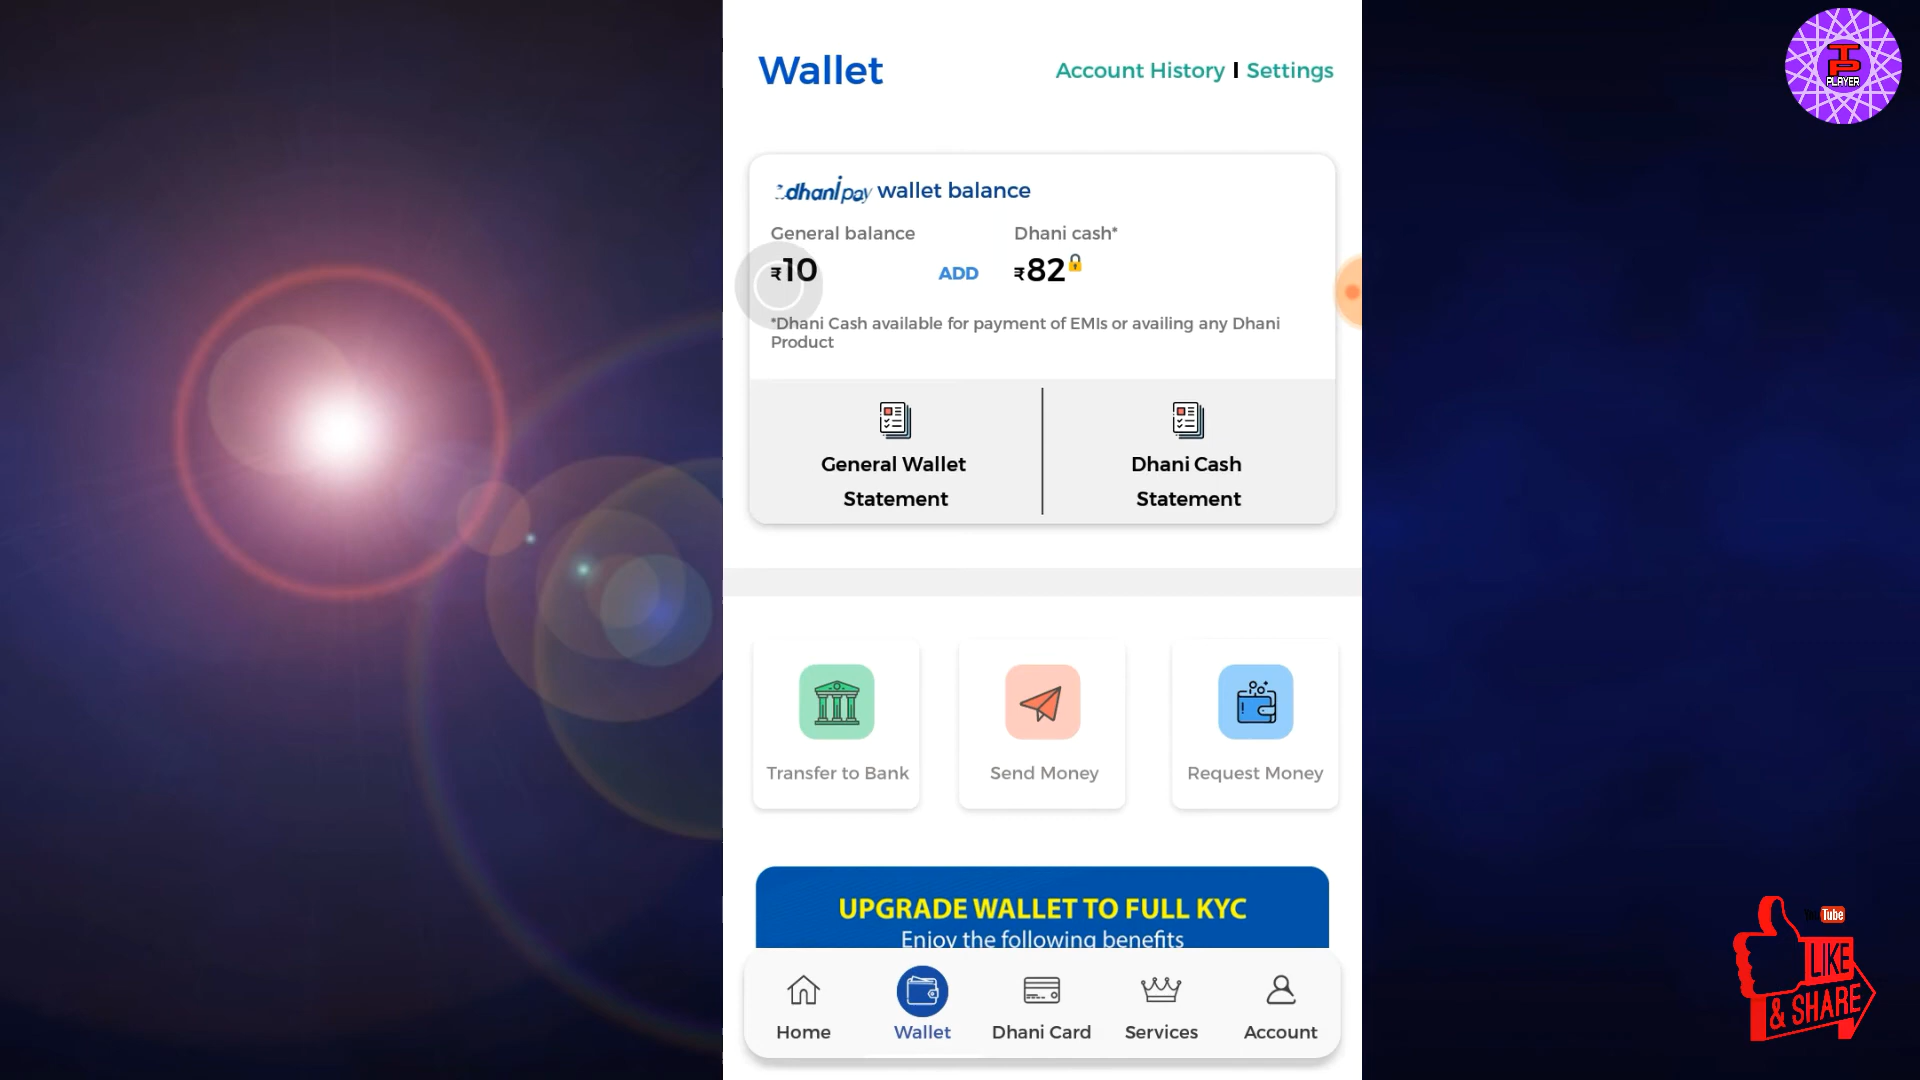 Wallet
Account History | Settings
TP
PLAYER
dhani pay wallet balance
General balance
Dhani cash*
₹10
ADD
₹82
*Dhani Cash available for payment of EMIs or availing any Dhani
Product
General Wallet
Statement
Dhani Cash
Statement
Transfer to Bank
Send Money
Request Money
UPGRADE WALLET TO FULL KYC
Enjoy the following benefits
Home
Wallet
Dhani Card
Services
Account
Tube
LIKE
& SHARE